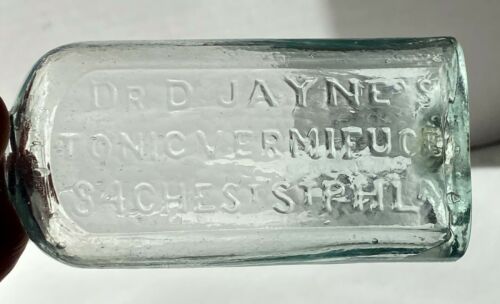 DR D JAYNE'S
TONIC VERMIFUGE
84 CHEST ST PHILA